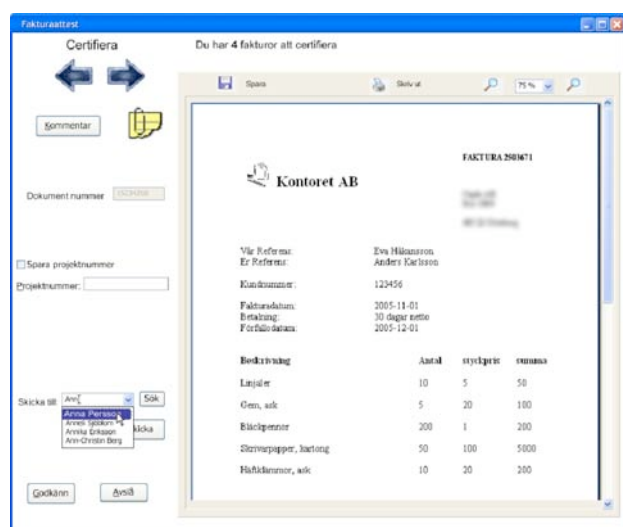 Fakturaattest
Certifiera
Du har 4 fakturor att certifiera
Spara
Skriv ut
75 %
Kommentar
Dokument nummer
Spara projektnummer
Projektnummer:
Skicka till
Ann
Sök
Anna Persson
Anneli Sjöblom
Annika Eriksson
Ann-Christin Berg
kicka
Godkänn
Avslå
FAKTURA 2503671
Kontoret AB
Vår Referens: Eva Håkansson
Er Referens: Anders Karlsson
Kundnummer: 123456
Fakturadatum: 2005-11-01
Betalning: 30 dagar netto
Förfallodatum: 2005-12-01
Beskrivning Antal styckpris summa
Linjaler 10 5 50
Gem, ask 5 20 100
Bläckpennor 200 1 200
Skrivarpapper, kartong 50 100 5000
Häftklammor, ask 10 20 200